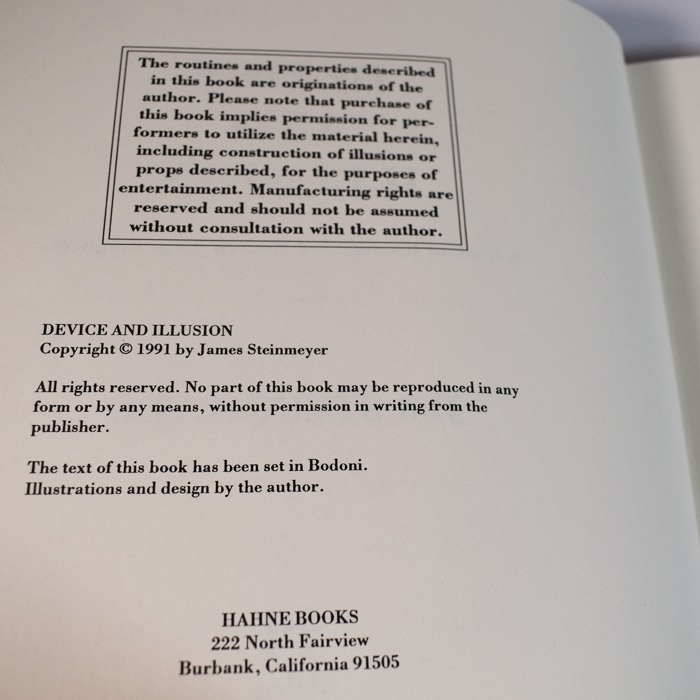 The routines and properties described
in this book are originations of the
author. Please note that purchase of
this book implies permission for per-
formers to utilize the material herein,
including construction of illusions or
props described, for the purposes of
entertainment. Manufacturing rights are
reserved and should not be assumed
without consultation with the author.
DEVICE AND ILLUSION
Copyright © 1991 by James Steinmeyer
All rights reserved. No part of this book may be reproduced in any
form or by any means, without permission in writing from the
publisher.
The text of this book has been set in Bodoni.
Illustrations and design by the author.
HAHNE BOOKS
222 North Fairview
Burbank, California 91505